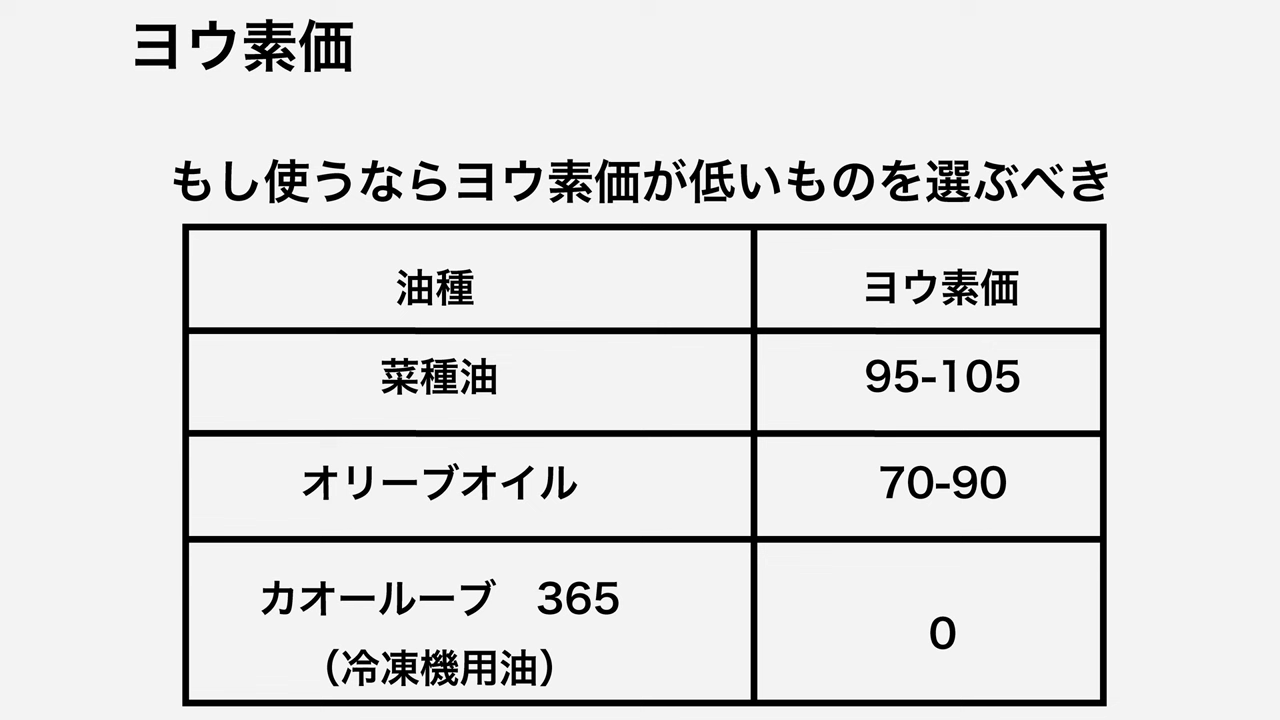 ヨウ素価
もし使うならヨウ素価が低いものを選ぶべき
油種 ヨウ素価
菜種油 95-105
オリーブオイル 70-90
カオールーブ　365
（冷凍機用油） 0